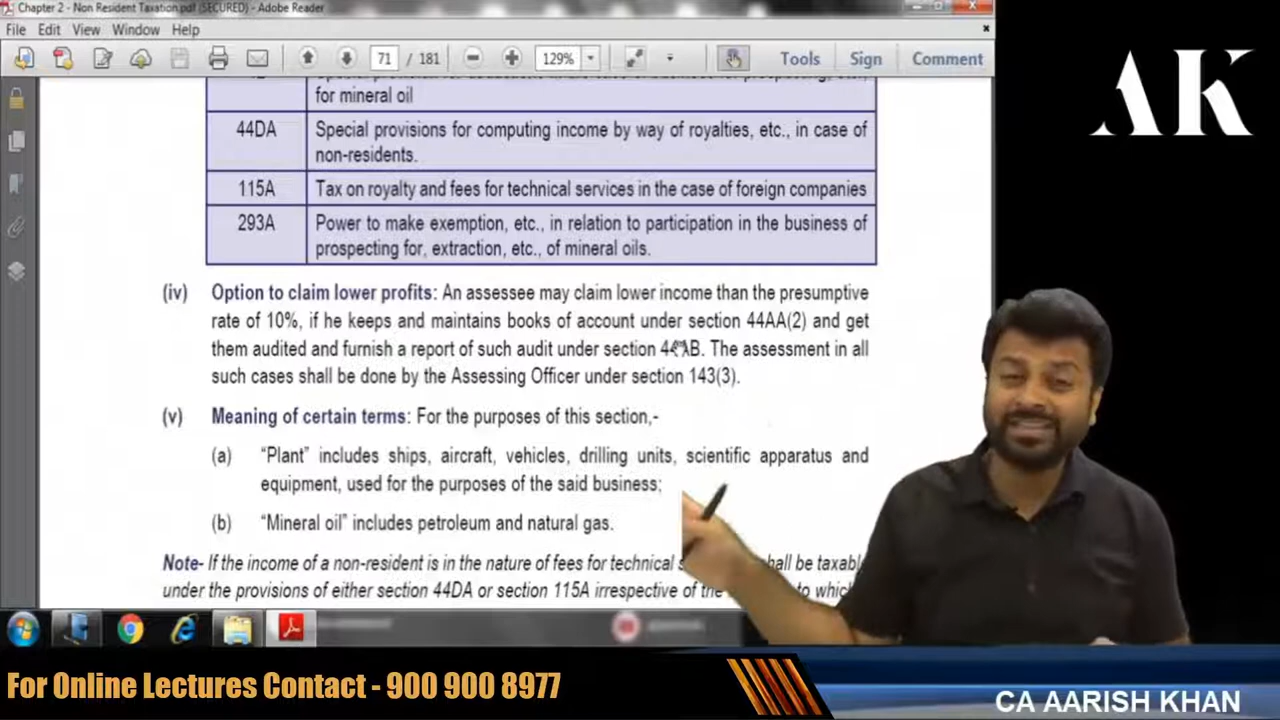 Chapter 2 - Non Resident Taxation.pdf (SECURED) - Adobe Reader
File Edit View Window Help
71 / 181 129% Tools Sign Comment
AK
for mineral oil
44DA Special provisions for computing income by way of royalties, etc., in case of
non-residents.
115A Tax on royalty and fees for technical services in the case of foreign companies
293A Power to make exemption, etc., in relation to participation in the business of
prospecting for, extraction, etc., of mineral oils.
(iv) Option to claim lower profits: An assessee may claim lower income than the presumptive
rate of 10%, if he keeps and maintains books of account under section 44AA(2) and get
them audited and furnish a report of such audit under section 44AB. The assessment in all
such cases shall be done by the Assessing Officer under section 143(3).
(v) Meaning of certain terms: For the purposes of this section,-
(a) “Plant” includes ships, aircraft, vehicles, drilling units, scientific apparatus and
equipment, used for the purposes of the said business;
(b) “Mineral oil” includes petroleum and natural gas.
Note- If the income of a non-resident is in the nature of fees for technical shall be taxable
under the provisions of either section 44DA or section 115A irrespective of the to which
For Online Lectures Contact - 900 900 8977
CA AARISH KHAN